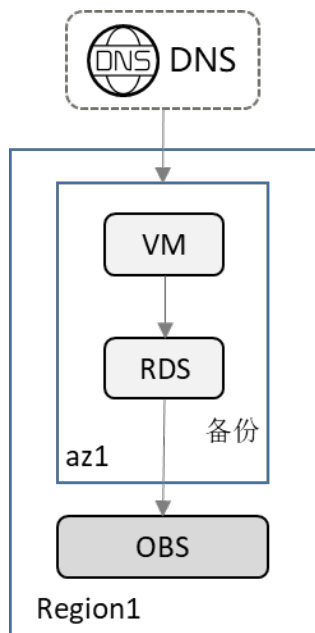 DNS DNS
VM
RDS
备份
az1
OBS
Region1